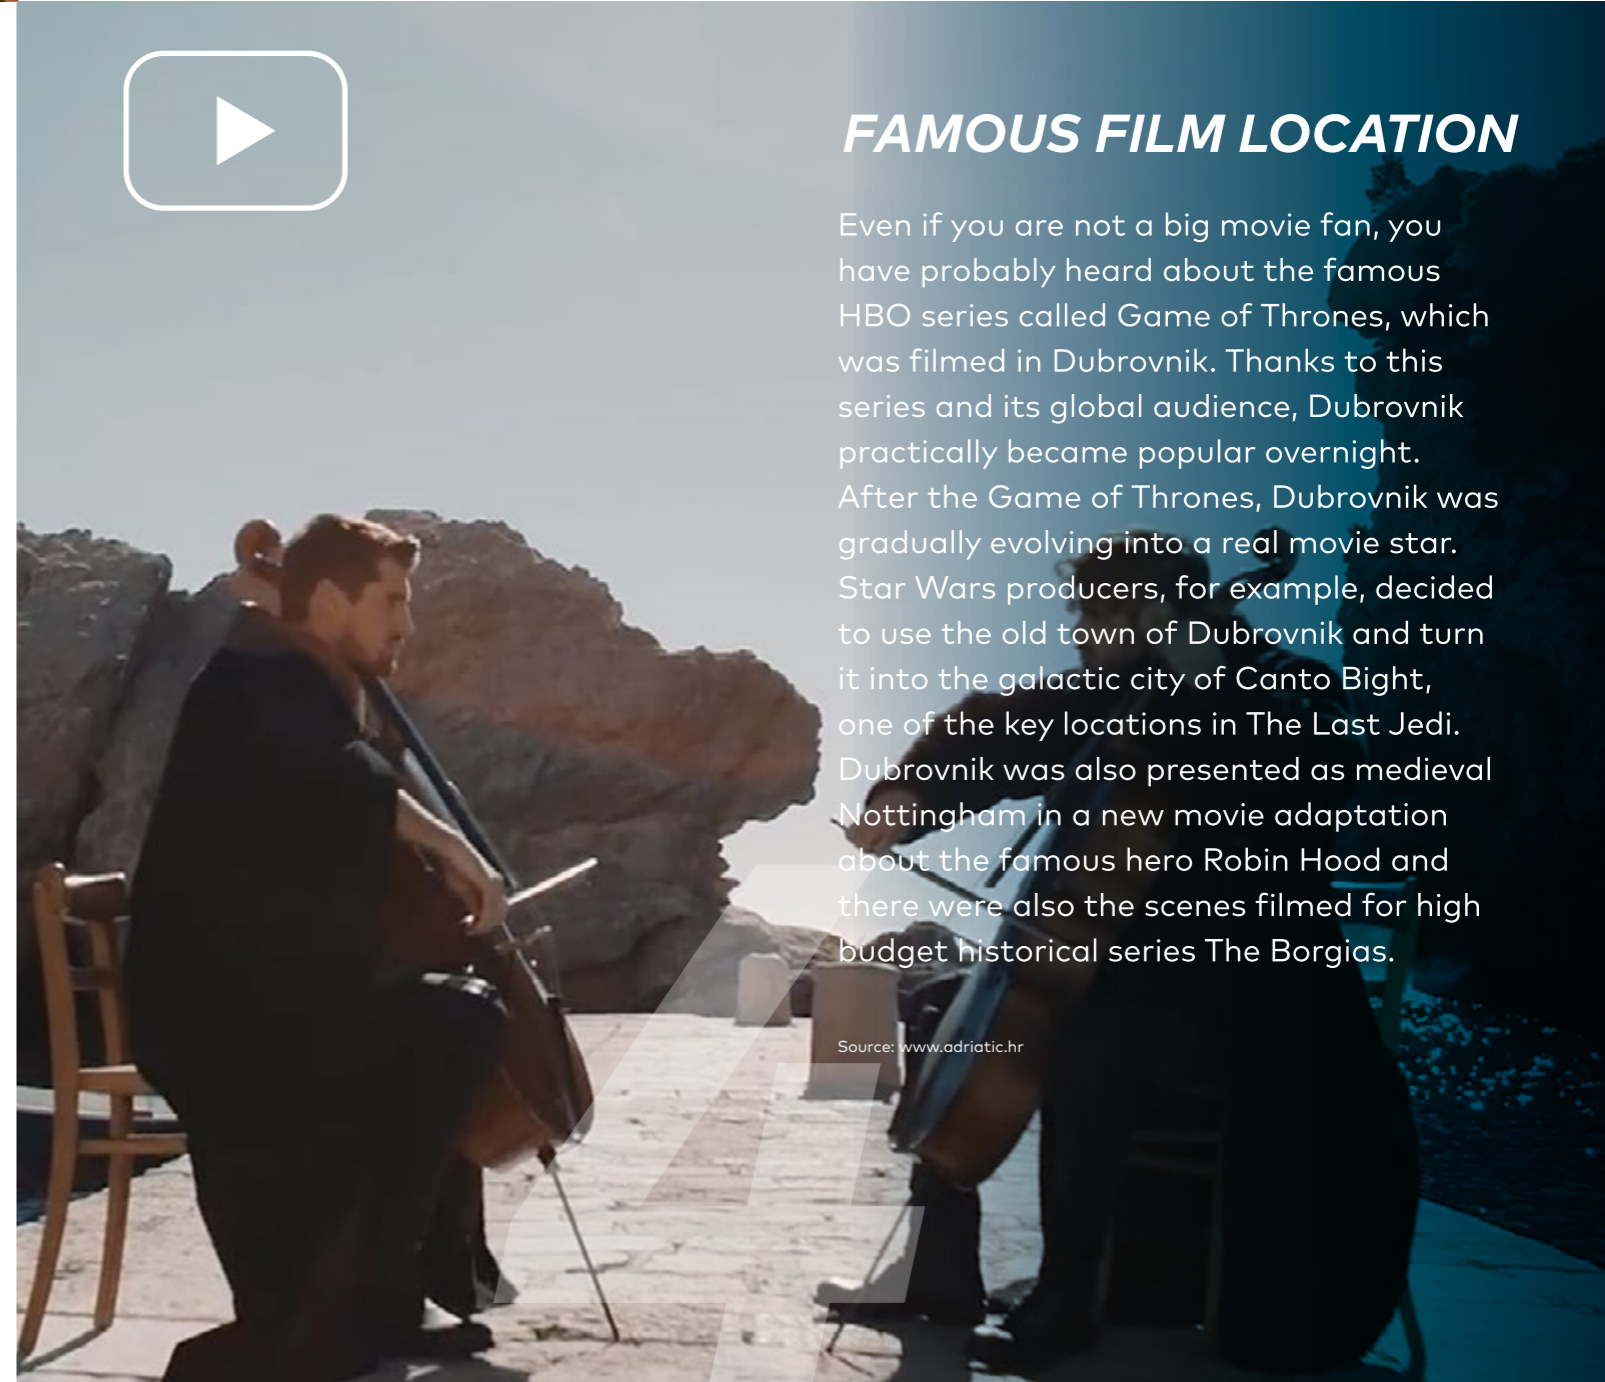 FAMOUS FILM LOCATION
Even if you are not a big movie fan, you
have probably heard about the famous
HBO series called Game of Thrones, which
was filmed in Dubrovnik. Thanks to this
series and its global audience, Dubrovnik
practically became popular overnight.
After the Game of Thrones, Dubrovnik was
gradually evolving into a real movie star.
Star Wars producers, for example, decided
to use the old town of Dubrovnik and turn
it into the galactic city of Canto Bight,
one of the key locations in The Last Jedi.
Dubrovnik was also presented as medieval
Nottingham in a new movie adaptation
about the famous hero Robin Hood and
there were also the scenes filmed for high
budget historical series The Borgias.
Source: www.adriatic.hr
4